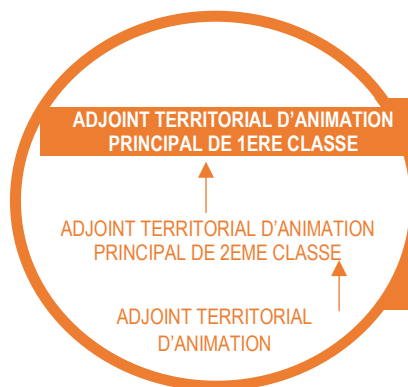 ADJOINT TERRITORIAL D'ANIMATION
PRINCIPAL DE 1ERE CLASSE
ADJOINT TERRITORIAL D'ANIMATION
PRINCIPAL DE 2EME CLASSE
ADJOINT TERRITORIAL
D'ANIMATION